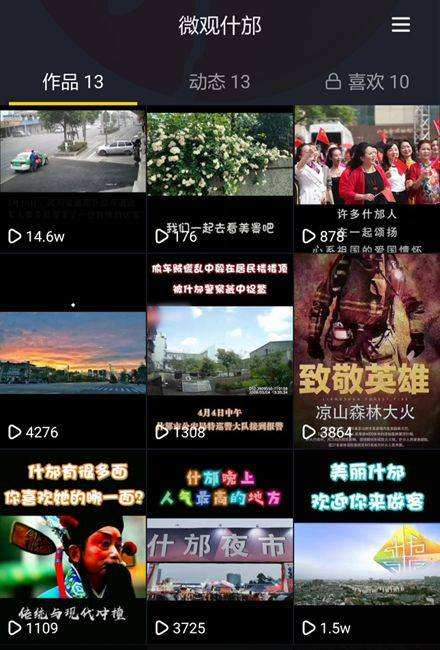 微观什邡
作品 13
动态 13
喜欢 10
14.6w
我们一起去看美景吧
176
许多什邡人
在一起颂扬
心系祖国的爱国情怀
878
4276
偷车贼慌乱中躲在居民楼楼顶
被什邡警察瓮中捉鳖
4月4日中午
什邡市公安局特巡警大队接到报警
1308
致敬英雄
凉山森林大火
3864
什邡有很多面
你喜欢她的哪一面?
传统与现代冲撞
1109
什邡晚上
人气最高的地方
什邡夜市
3725
美丽什邡
欢迎你来做客
1.5w